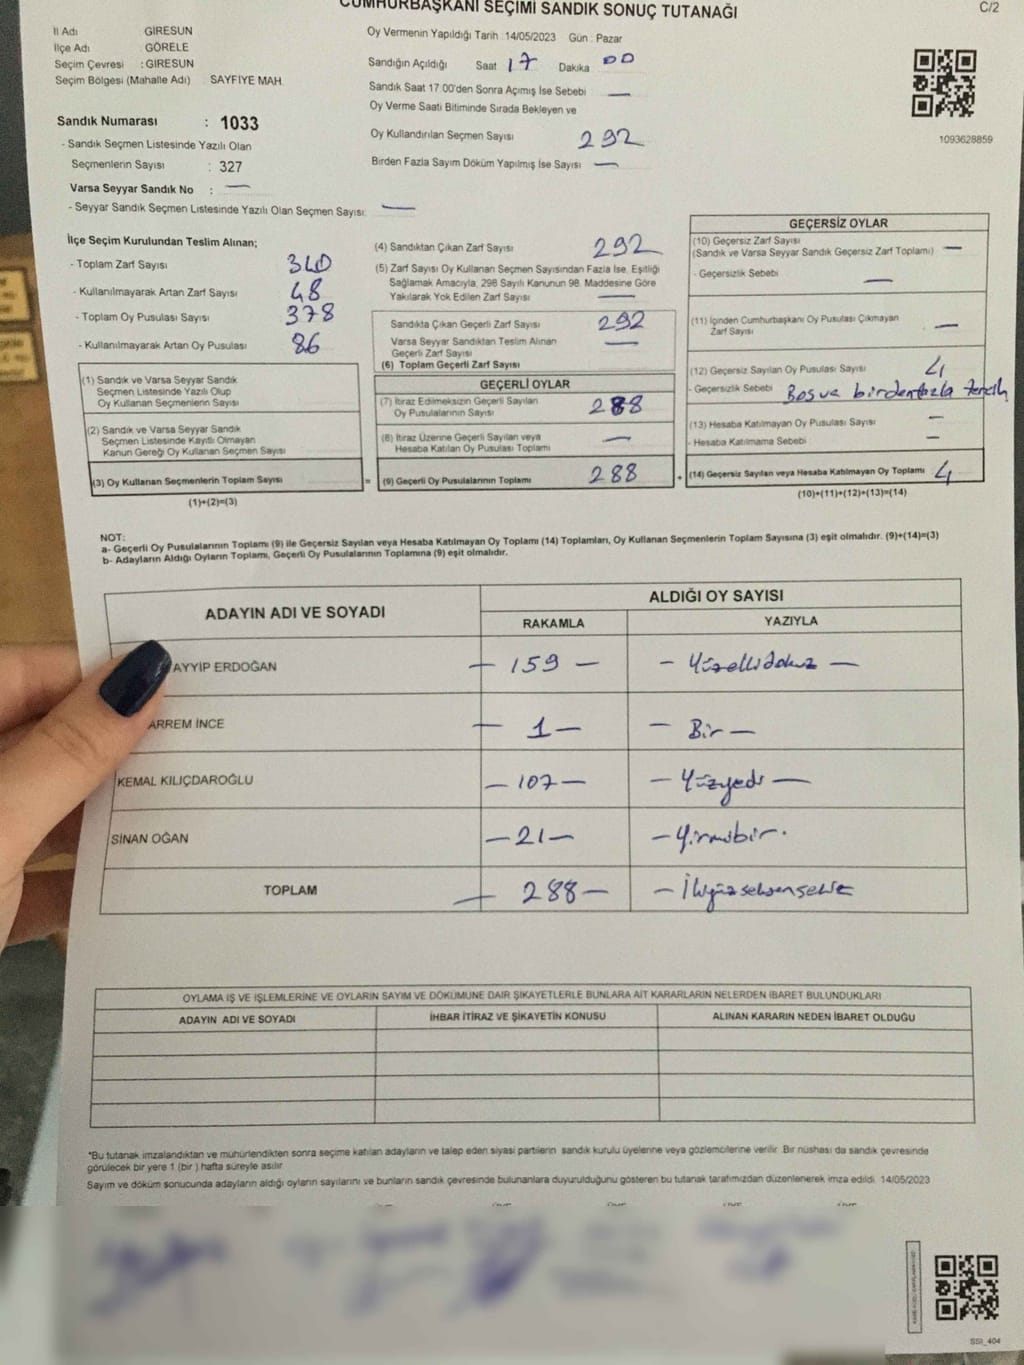 CUMHURBAŞKANI SEÇİMİ SANDIK SONUÇ TUTANAĞI
C/2
İl Adı GİRESUN
İlçe Adı GÖRELE
Seçim Çevresi : GİRESUN
Seçim Bölgesi (Mahalle Adı) SAYFİYE MAH.
Sandık Numarası : 1033
- Sandık Seçmen Listesinde Yazılı Olan
Seçmenlerin Sayısı : 327
Varsa Seyyar Sandık No : —
- Seyyar Sandık Seçmen Listesinde Yazılı Olan Seçmen Sayısı: —
Oy Vermenin Yapıldığı Tarih :14/05/2023 Gün : Pazar
Sandığın Açıldığı Saat 17 Dakika 00
Sandık Saat 17.00'den Sonra Açımış İse Sebebi —
Oy Verme Saati Bitiminde Sırada Bekleyen ve
Oy Kullandırılan Seçmen Sayısı 292
Birden Fazla Sayım Döküm Yapılmış İse Sayısı —
1093628859
İlçe Seçim Kurulundan Teslim Alınan;
- Toplam Zarf Sayısı 340
- Kullanılmayarak Artan Zarf Sayısı 48
- Toplam Oy Pusulası Sayısı 378
- Kullanılmayarak Artan Oy Pusulası 86
(1) Sandık ve Varsa Seyyar Sandık
Seçmen Listesinde Yazılı Olup
Oy Kullanan Seçmenlerin Sayısı
(2) Sandık ve Varsa Seyyar Sandık
Seçmen Listesinde Kayıtlı Olmayan
Kanun Gereği Oy Kullanan Seçmen Sayısı
(3) Oy Kullanan Seçmenlerin Toplam Sayısı
=
(1)+(2)=(3)
(4) Sandıktan Çıkan Zarf Sayısı 292
(5) Zarf Sayısı Oy Kullanan Seçmen Sayısından Fazla İse, Eşitliği
Sağlamak Amacıyla; 298 Sayılı Kanunun 98. Maddesine Göre
Yakılarak Yok Edilen Zarf Sayısı —
Sandıkta Çıkan Geçerli Zarf Sayısı 292
Varsa Seyyar Sandıktan Teslim Alınan —
Geçerli Zarf Sayısı
(6) Toplam Geçerli Zarf Sayısı
GEÇERLİ OYLAR
(7) İtiraz Edilmeksizin Geçerli Sayılan
Oy Pusulalarının Sayısı 288
(8) İtiraz Üzerine Geçerli Sayılan veya
Hesaba Katılan Oy Pusulası Toplamı —
(9) Geçerli Oy Pusulalarının Toplamı 288
+
GEÇERSİZ OYLAR
(10) Geçersiz Zarf Sayısı
(Sandık ve Varsa Seyyar Sandık Geçersiz Zarf Toplamı) —
- Geçersizlik Sebebi —
(11) İçinden Cumhurbaşkanı Oy Pusulası Çıkmayan
Zarf Sayısı —
(12) Geçersiz Sayılan Oy Pusulası Sayısı 4
- Geçersizlik Sebebi Boş ve birden fazla tercih
(13) Hesaba Katılmayan Oy Pusulası Sayısı —
- Hesaba Katılmama Sebebi —
(14) Geçersiz Sayılan veya Hesaba Katılmayan Oy Toplamı 4
(10)+(11)+(12)+(13)=(14)
NOT:
a- Geçerli Oy Pusulalarının Toplamı (9) ile Geçersiz Sayılan veya Hesaba Katılmayan Oy Toplamı (14) Toplamları, Oy Kullanan Seçmenlerin Toplam Sayısına (3) eşit olmalıdır. (9)+(14)=(3)
b- Adayların Aldığı Oyların Toplamı, Geçerli Oy Pusulalarının Toplamına (9) eşit olmalıdır.
ADAYIN ADI VE SOYADI ALDIĞI OY SAYISI
RAKAMLA YAZIYLA
AYYİP ERDOĞAN — 159 — — Yüzellidokuz —
ARREM İNCE — 1 — — Bir —
KEMAL KILIÇDAROĞLU — 107 — — Yüzyedi —
SİNAN OĞAN — 21 — — Yirmibir.
TOPLAM — 288 — — İkiyüzseksensekiz
OYLAMA İŞ VE İŞLEMLERİNE VE OYLARIN SAYIM VE DÖKÜMÜNE DAİR ŞİKAYETLERLE BUNLARA AİT KARARLARIN NELERDEN İBARET BULUNDUKLARI
ADAYIN ADI VE SOYADI İHBAR İTİRAZ VE ŞİKAYETİN KONUSU ALINAN KARARIN NEDEN İBARET OLDUĞU
*Bu tutanak imzalandıktan ve mühürlendikten sonra seçime katılan adayların ve talep eden siyasi partilerin sandık kurulu üyelerine veya gözlemcilerine verilir. Bir nüshası da sandık çevresinde
görülecek bir yere 1 (bir ) hafta süreyle asılır.
Sayım ve döküm sonucunda adayların aldığı oyların sayılarını ve bunların sandık çevresinde bulunanlara duyurulduğunu gösteren bu tutanak tarafımızdan düzenlenerek imza edildi. 14/05/2023
SSI_404